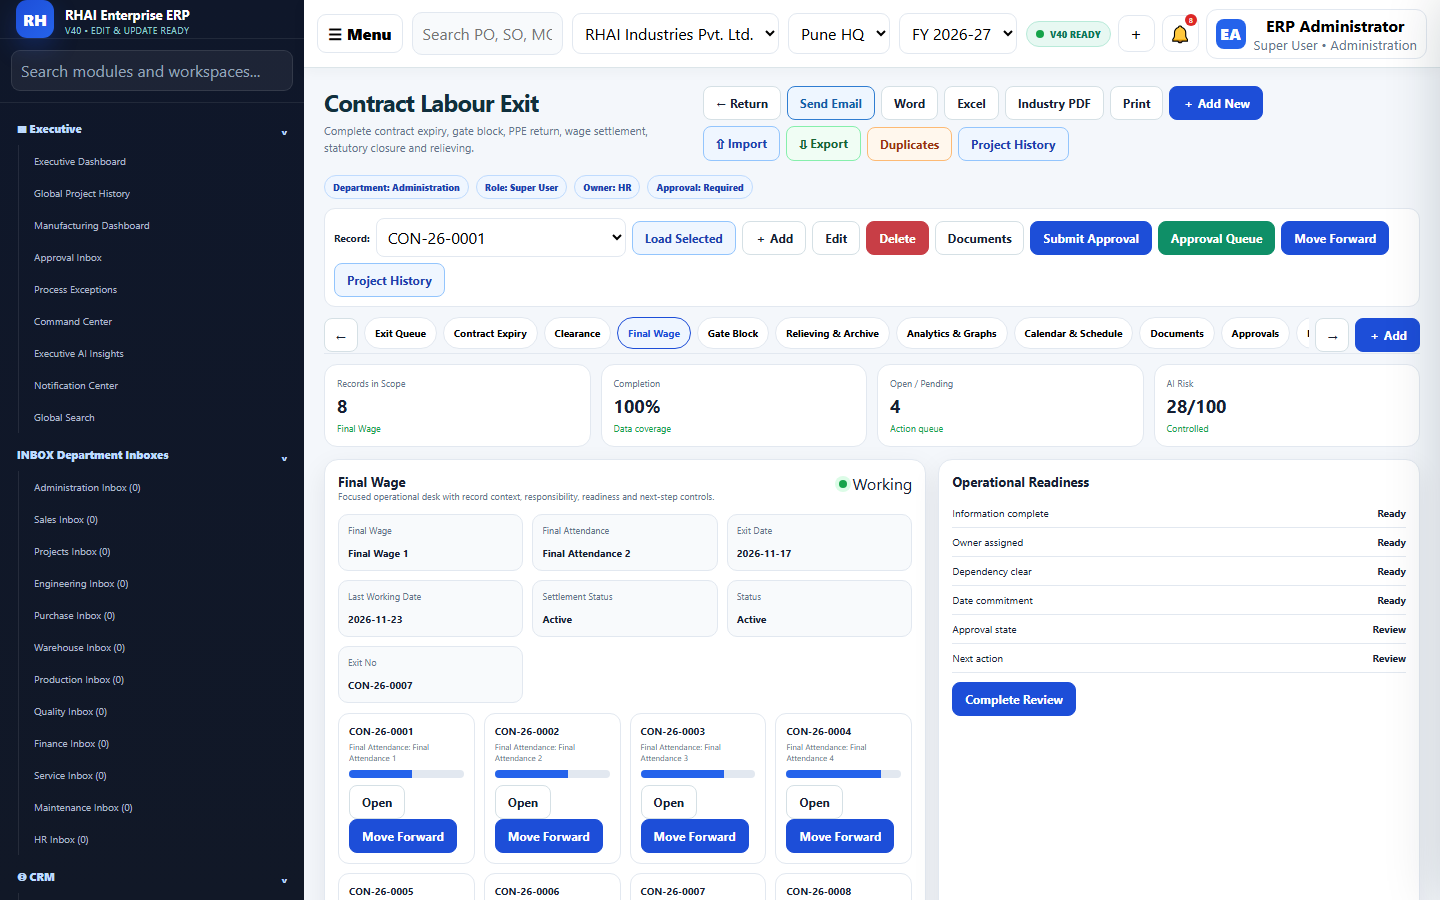 RH
RHAI Enterprise ERP
V40 • EDIT & UPDATE READY
Search modules and workspaces...
Executive
Executive Dashboard
Global Project History
Manufacturing Dashboard
Approval Inbox
Process Exceptions
Command Center
Executive AI Insights
Notification Center
Global Search
INBOX Department Inboxes
Administration Inbox (0)
Sales Inbox (0)
Projects Inbox (0)
Engineering Inbox (0)
Purchase Inbox (0)
Warehouse Inbox (0)
Production Inbox (0)
Quality Inbox (0)
Finance Inbox (0)
Service Inbox (0)
Maintenance Inbox (0)
HR Inbox (0)
CRM
☰ Menu
Search PO, SO, MO
RHAI Industries Pvt. Ltd.
Pune HQ
FY 2026-27
V40 READY
+
8
EA
ERP Administrator
Super User • Administration
Contract Labour Exit
Complete contract expiry, gate block, PPE return, wage settlement,
statutory closure and relieving.
← Return
Send Email
Word
Excel
Industry PDF
Print
+ Add New
⇧ Import
⇩ Export
Duplicates
Project History
Department: Administration
Role: Super User
Owner: HR
Approval: Required
Record:
CON-26-0001
Load Selected
+ Add
Edit
Delete
Documents
Submit Approval
Approval Queue
Move Forward
Project History
←
Exit Queue
Contract Expiry
Clearance
Final Wage
Gate Block
Relieving & Archive
Analytics & Graphs
Calendar & Schedule
Documents
Approvals
→
+ Add
Records in Scope
8
Final Wage
Completion
100%
Data coverage
Open / Pending
4
Action queue
AI Risk
28/100
Controlled
Final Wage
Focused operational desk with record context, responsibility, readiness and next-step controls.
Working
Final Wage
Final Wage 1
Final Attendance
Final Attendance 2
Exit Date
2026-11-17
Last Working Date
2026-11-23
Settlement Status
Active
Status
Active
Exit No
CON-26-0007
CON-26-0001
Final Attendance: Final
Attendance 1
Open
Move Forward
CON-26-0002
Final Attendance: Final
Attendance 2
Open
Move Forward
CON-26-0003
Final Attendance: Final
Attendance 3
Open
Move Forward
CON-26-0004
Final Attendance: Final
Attendance 4
Open
Move Forward
CON-26-0005
CON-26-0006
CON-26-0007
CON-26-0008
Operational Readiness
Information complete Ready
Owner assigned Ready
Dependency clear Ready
Date commitment Ready
Approval state Review
Next action Review
Complete Review